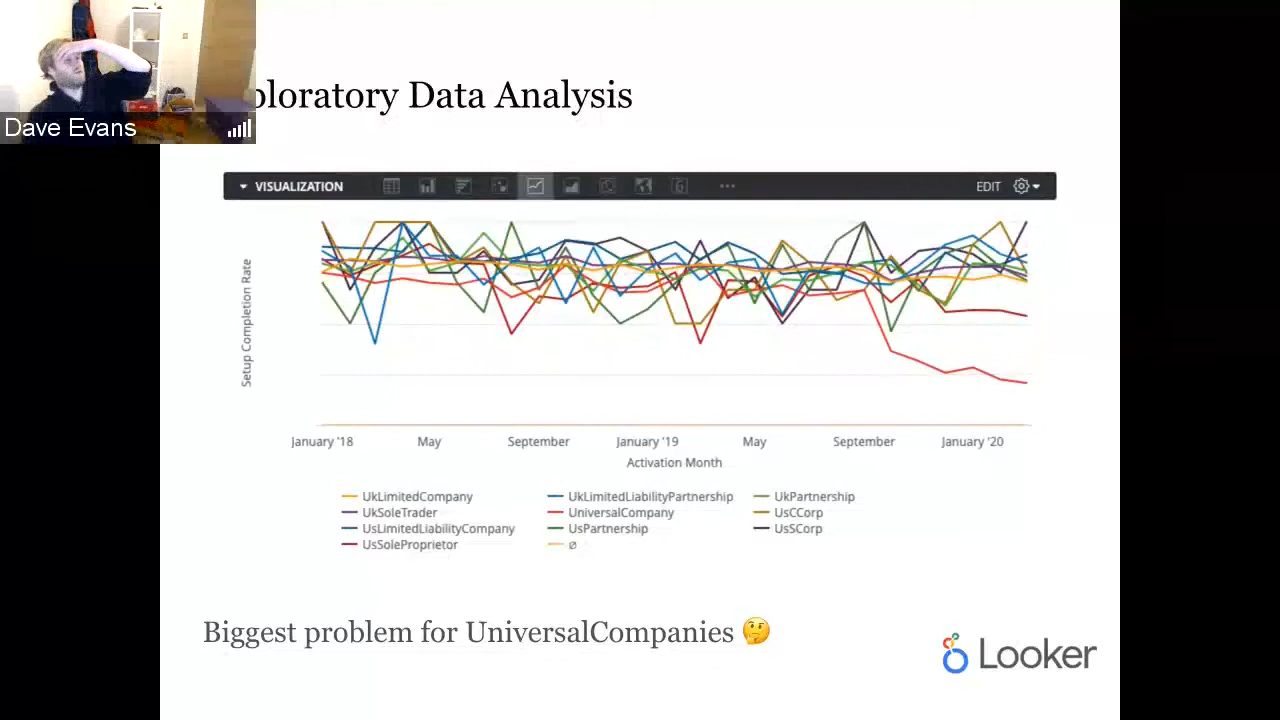 Dave Evans
ploratory Data Analysis
VISUALIZATION EDIT
Setup Completion Rate
January '18 May September January '19 May September January '20
Activation Month
UkLimitedCompany UkLimitedLiabilityPartnership UkPartnership
UkSoleTrader UniversalCompany UsCCorp
UsLimitedLiabilityCompany UsPartnership UsSCorp
UsSoleProprietor ∅
Biggest problem for UniversalCompanies 🤔
Looker